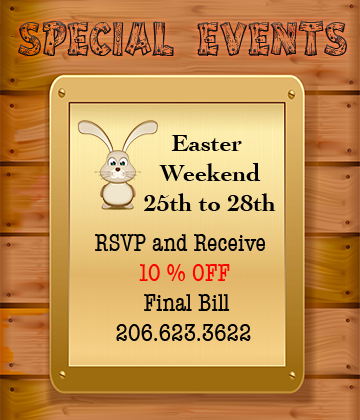 SPECIAL EVENTS
Easter
Weekend
25th to 28th
RSVP and Receive
10 % OFF
Final Bill
206.623.3622